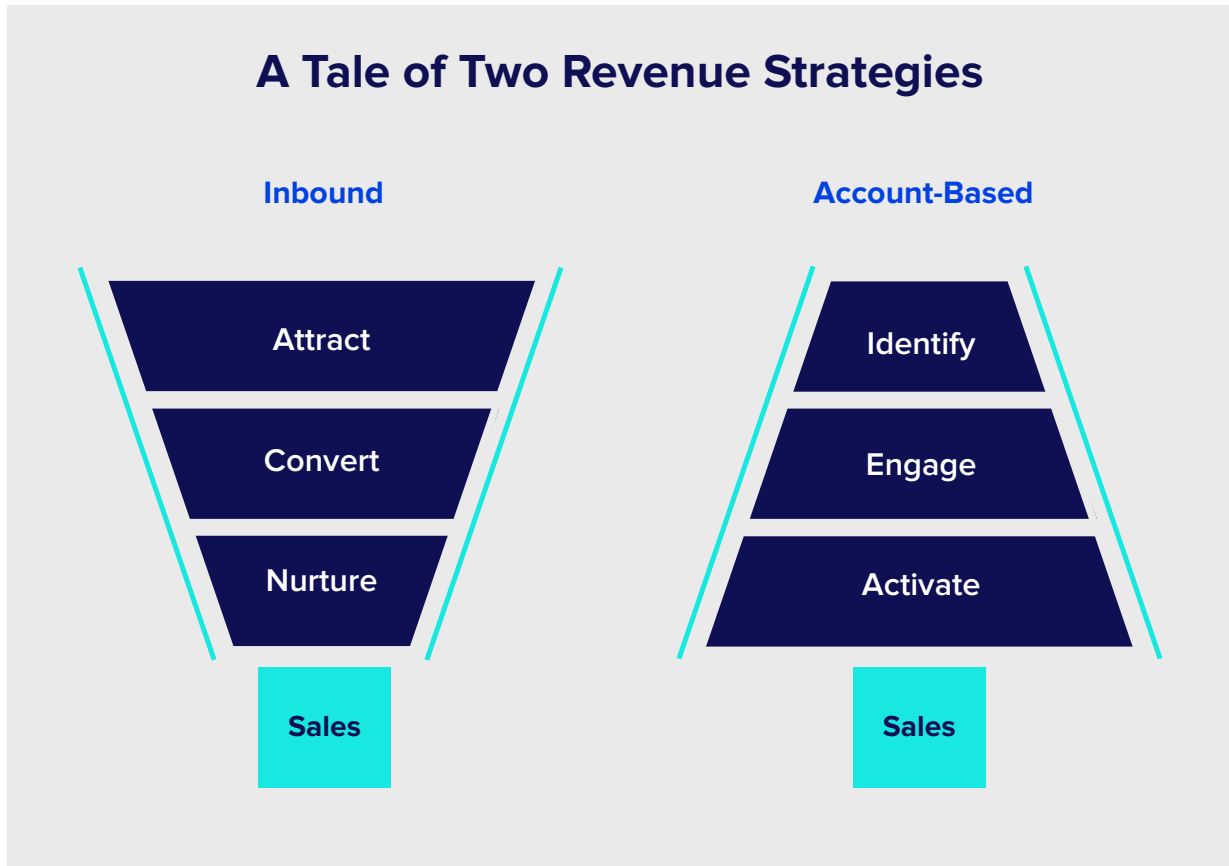 A Tale of Two Revenue Strategies
Inbound
Attract
Convert
Nurture
Sales
Account-Based
Identify
Engage
Activate
Sales